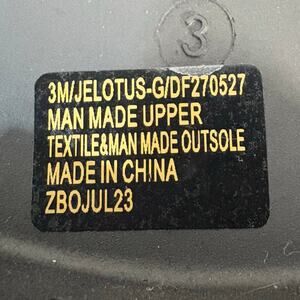 3
3M/JELOTUS-G/DF270527
MAN MADE UPPER
TEXTILE&MAN MADE OUTSOLE
MADE IN CHINA
ZBOJUL23